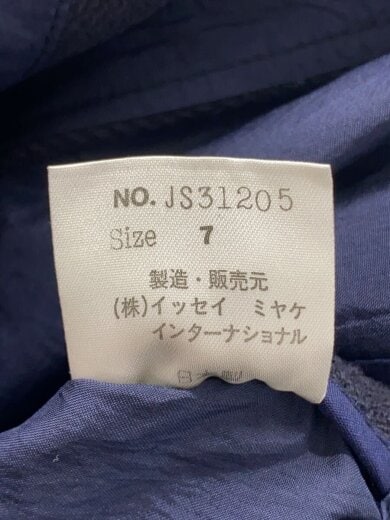 NO. JS31205
Size 7
製造・販売元
(株)イッセイ ミヤケ
インターナショナル